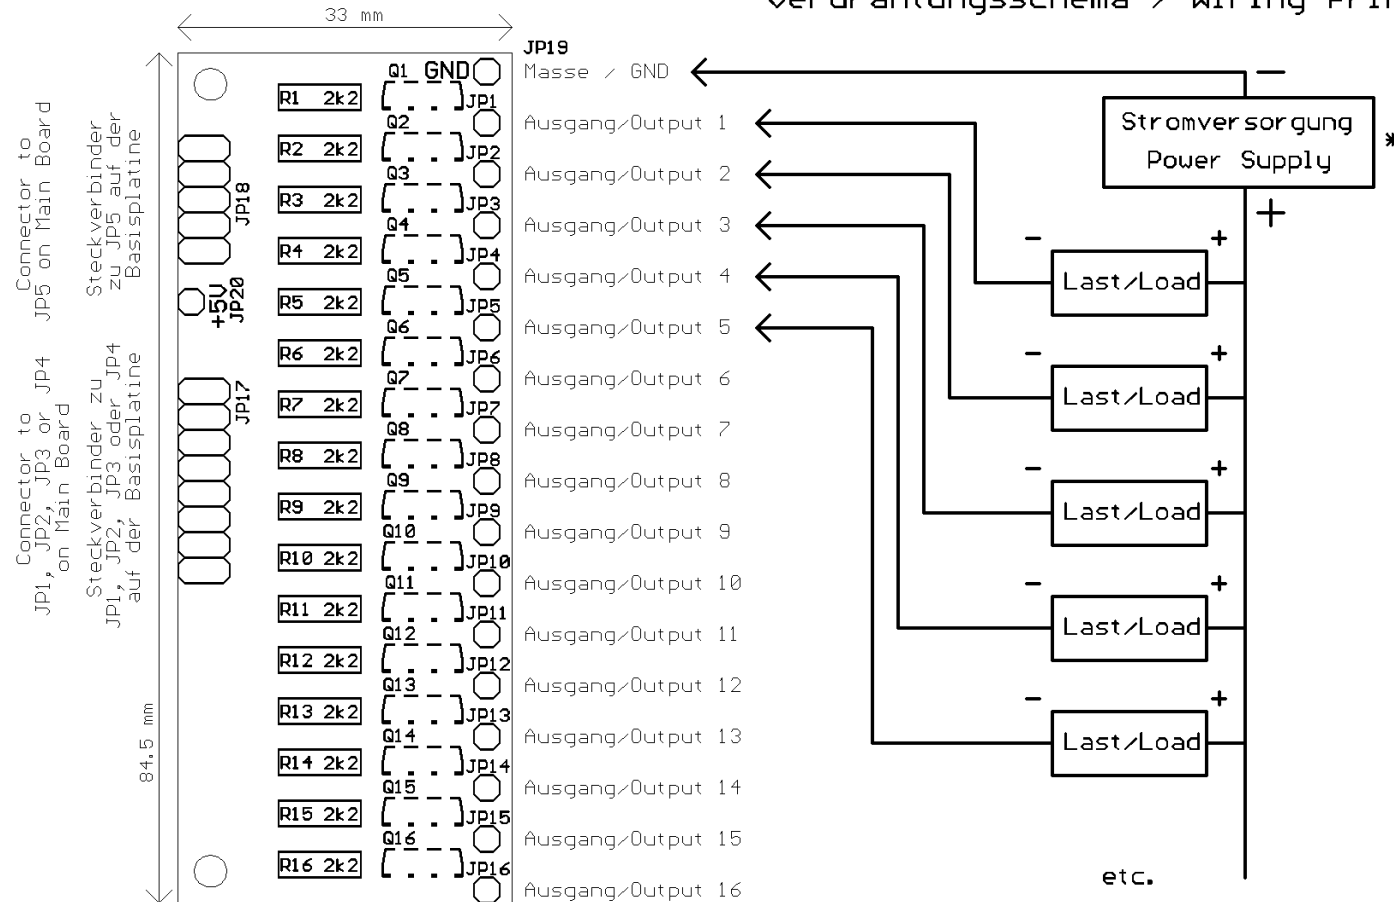 33 mm
Verdrahtungsschema / Wiring
JP19
Q1 GND
Masse / GND
R1 2k2
JP1
Q2
Ausgang/Output 1
R2 2k2
JP2
Q3
Ausgang/Output 2
R3 2k2
JP3
Q4
Ausgang/Output 3
R4 2k2
JP4
Q5
Ausgang/Output 4
R5 2k2
JP5
Q6
Ausgang/Output 5
R6 2k2
JP6
Q7
Ausgang/Output 6
R7 2k2
JP7
Q8
Ausgang/Output 7
R8 2k2
JP8
Q9
Ausgang/Output 8
R9 2k2
JP9
Q10
Ausgang/Output 9
R10 2k2
JP10
Q11
Ausgang/Output 10
R11 2k2
JP11
Q12
Ausgang/Output 11
R12 2k2
JP12
Q13
Ausgang/Output 12
R13 2k2
JP13
Q14
Ausgang/Output 13
R14 2k2
JP14
Q15
Ausgang/Output 14
R15 2k2
JP15
Q16
Ausgang/Output 15
R16 2k2
JP16
Ausgang/Output 16
Connector to
JP5 on Main Board
Steckverbinder
zu JP5 auf der
Basisplatine
JP18
+5V
JP20
Connector to
JP1, JP2, JP3 or JP4
on Main Board
Steckverbinder zu
JP1, JP2, JP3 oder JP4
auf der Basisplatine
JP17
84.5 mm
-
Stromversorgung
Power Supply
*
+
- +
Last/Load
- +
Last/Load
- +
Last/Load
- +
Last/Load
- +
Last/Load
etc.